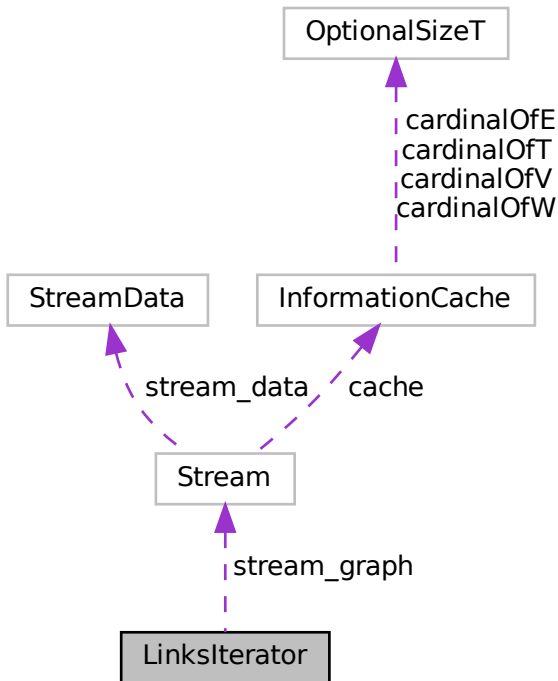 OptionalSizeT
cardinalOfE
cardinalOfT
cardinalOfV
cardinalOfW
StreamData
InformationCache
stream_data
cache
Stream
stream_graph
LinksIterator